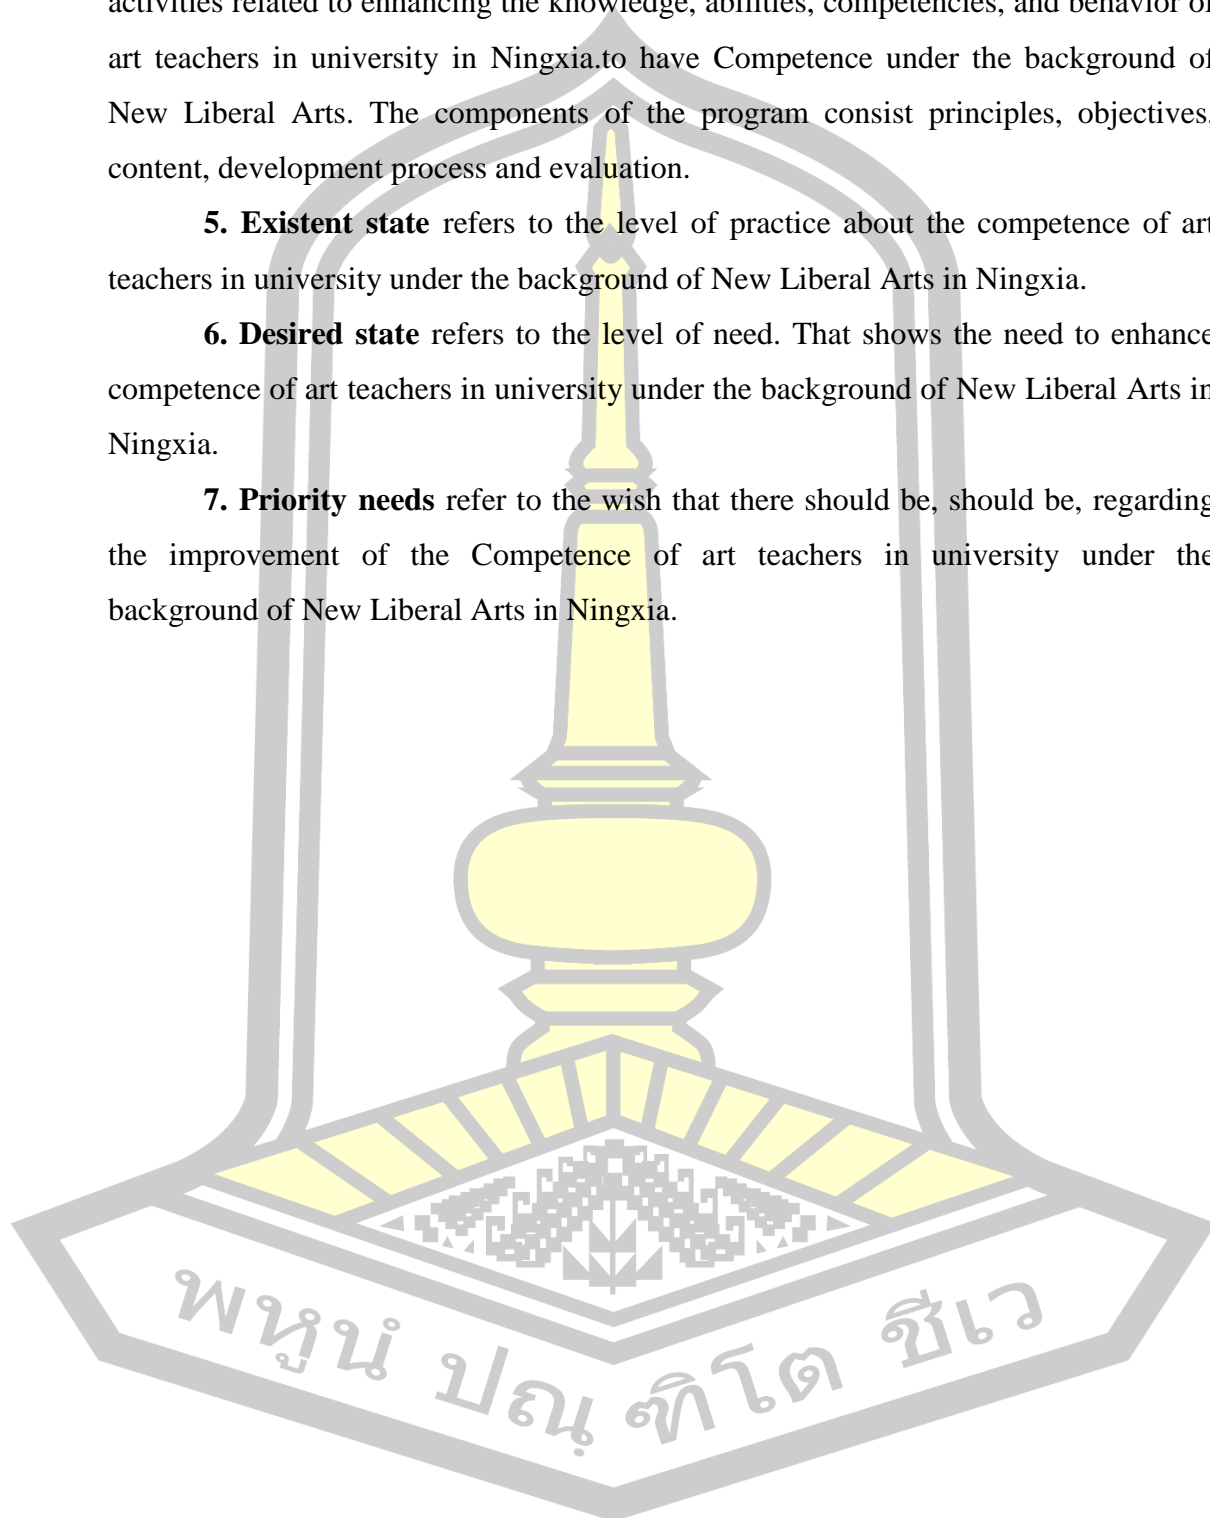 activities related to enhancing the knowledge, abilities, competencies, and behavior of
art teachers in university in Ningxia.to have Competence under the background of
New Liberal Arts. The components of the program consist principles, objectives,
content, development process and evaluation.
5. Existent state refers to the level of practice about the competence of art
teachers in university under the background of New Liberal Arts in Ningxia.
6. Desired state refers to the level of need. That shows the need to enhance
competence of art teachers in university under the background of New Liberal Arts in
Ningxia.
7. Priority needs refer to the wish that there should be, should be, regarding
the improvement of the Competence of art teachers in university under the
background of New Liberal Arts in Ningxia.
พหูนํ ปณฺฑิโต ชีเว